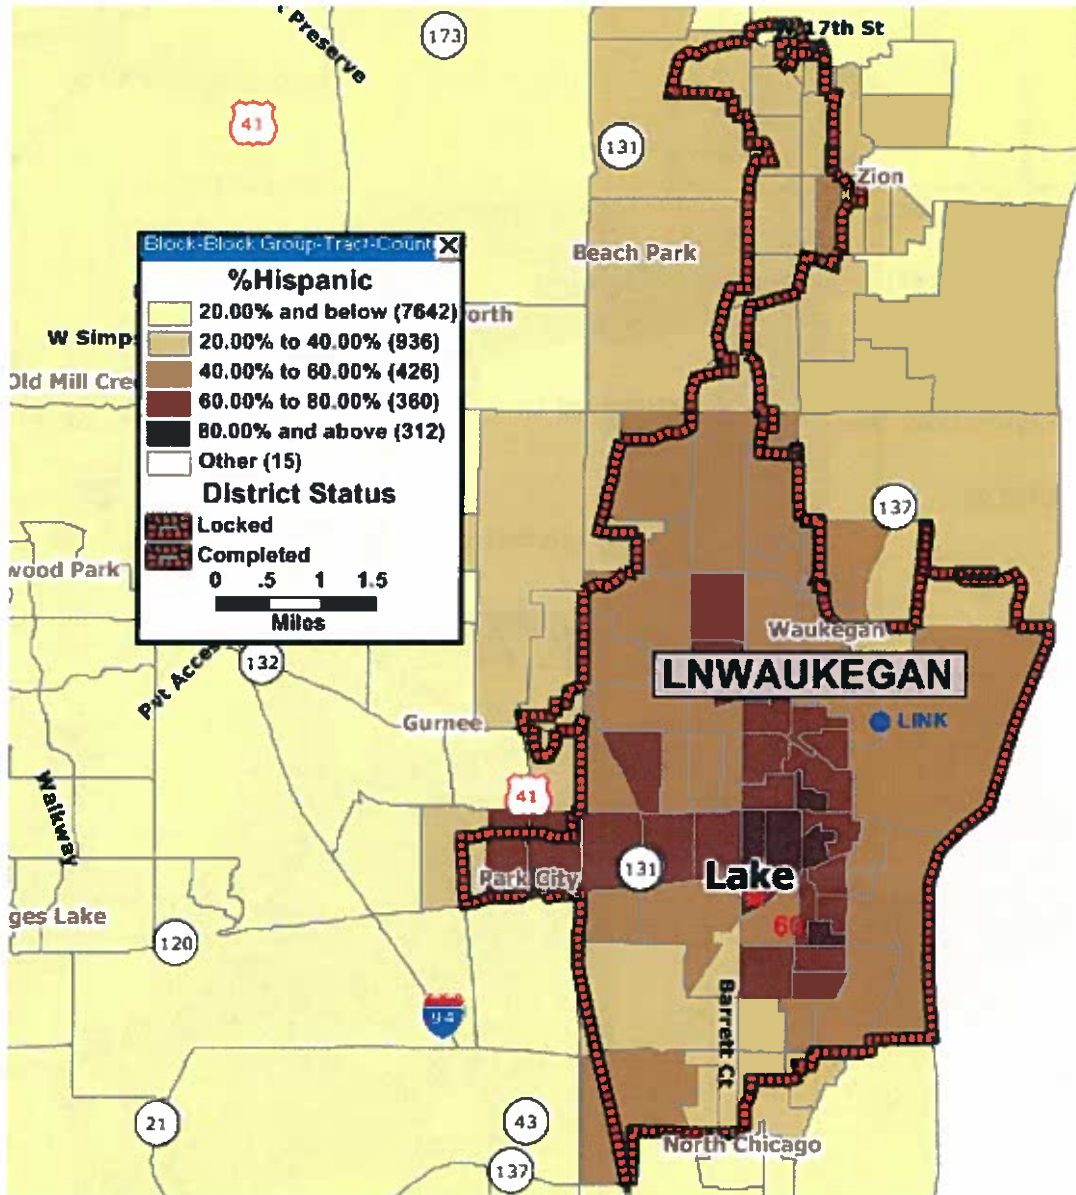 Preserve
173
17th St
41
131
Zion
Beach Park
Block-Block Group-Tract-Count
%Hispanic
20.00% and below (7642)
20.00% to 40.00% (936)
40.00% to 60.00% (426)
60.00% to 80.00% (360)
80.00% and above (312)
Other (15)
District Status
Locked
Completed
0 .5 1 1.5
Miles
orth
W Simps
Old Mill Cree
137
wood Park
Waukegan
132
Pvt Acces
LNWAUKEGAN
LINK
Gurnee
Walkway
41
131
Park City
Lake
60
ges Lake
120
94
Barrett Ct
21
43
North Chicago
137